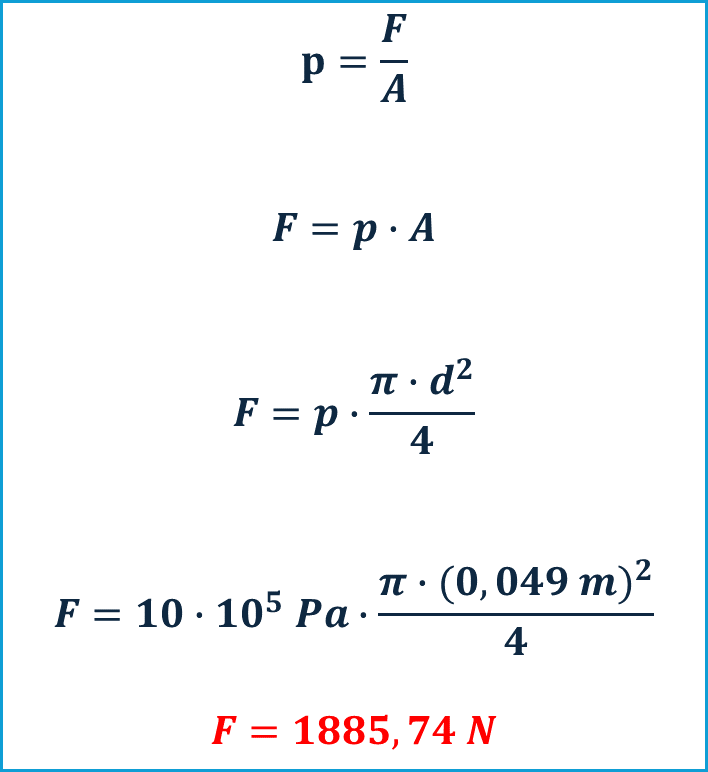 p = F/A
F = p · A
F = p · (π · d²)/4
F = 10 · 10⁵ Pa · (π · (0,049 m)²)/4
F = 1885,74 N